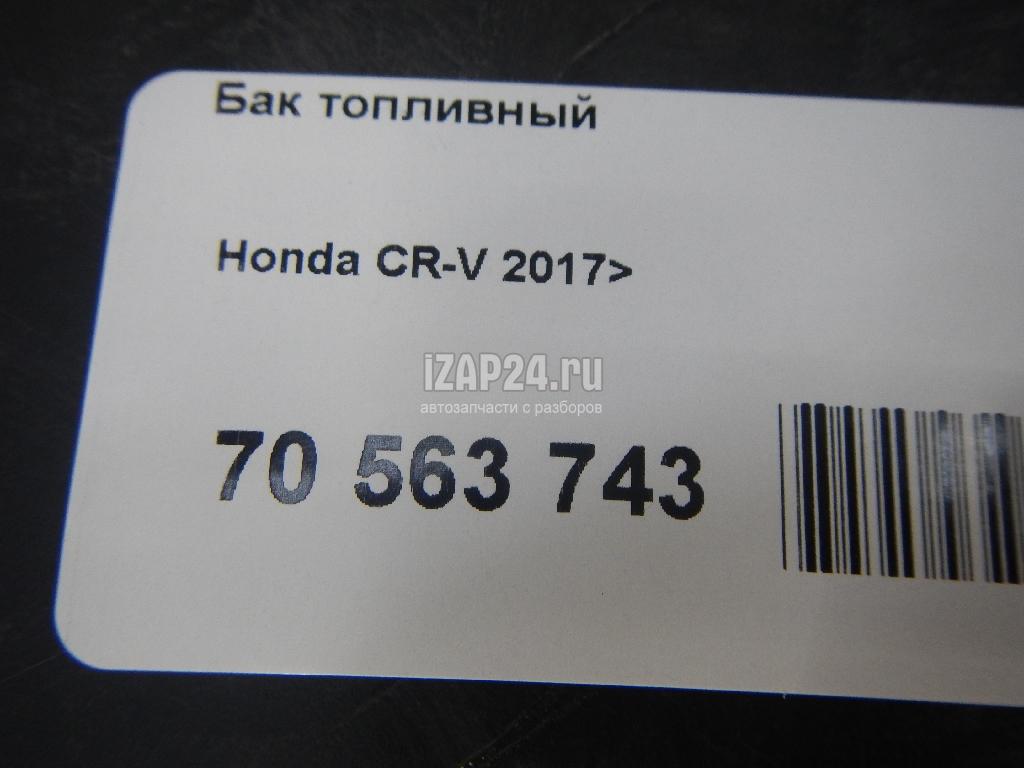 Бак топливный
Honda CR-V 2017>
iZAP24.ru
автозапчасти с разборов
70 563 743